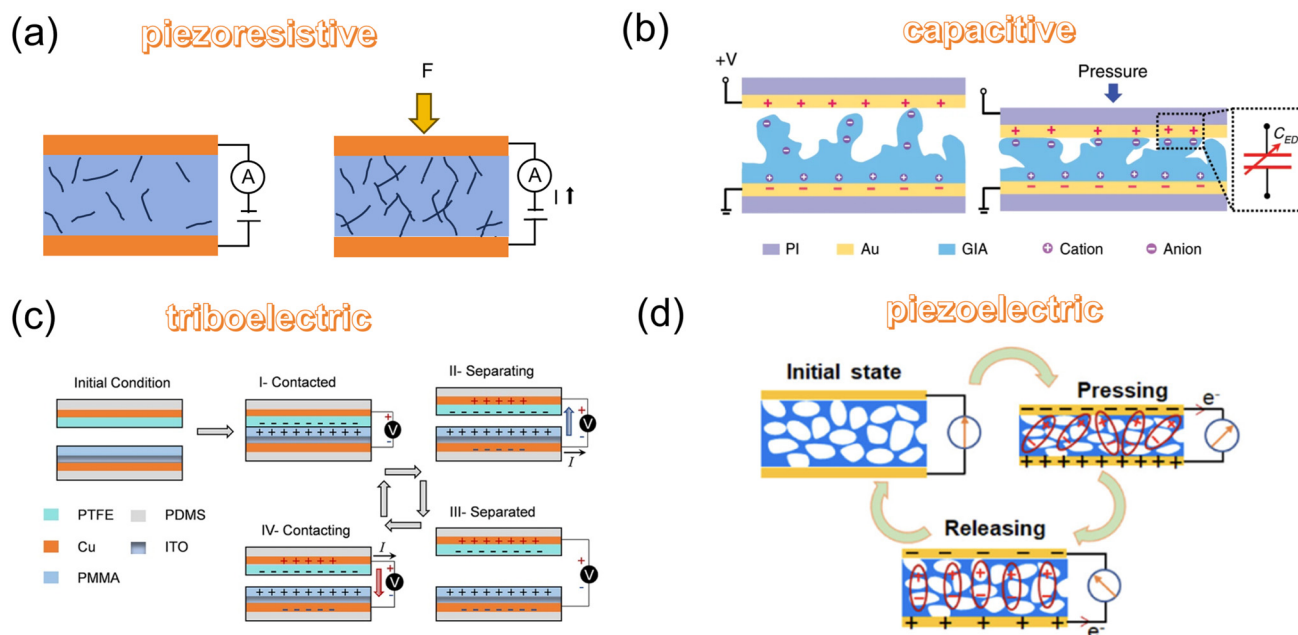 (a) piezoresistive
F
A
A
I
(b) capacitive
+V
Pressure
C_ED
PI
Au
GIA
Cation
Anion
(c) triboelectric
Initial Condition
I- Contacted
II- Separating
+
V
-
+
V
-
I
PTFE
PDMS
Cu
ITO
PMMA
IV- Contacting
III- Separated
I
+
V
-
+
V
-
(d) piezoelectric
Initial state
Pressing
e⁻
Releasing
e⁻